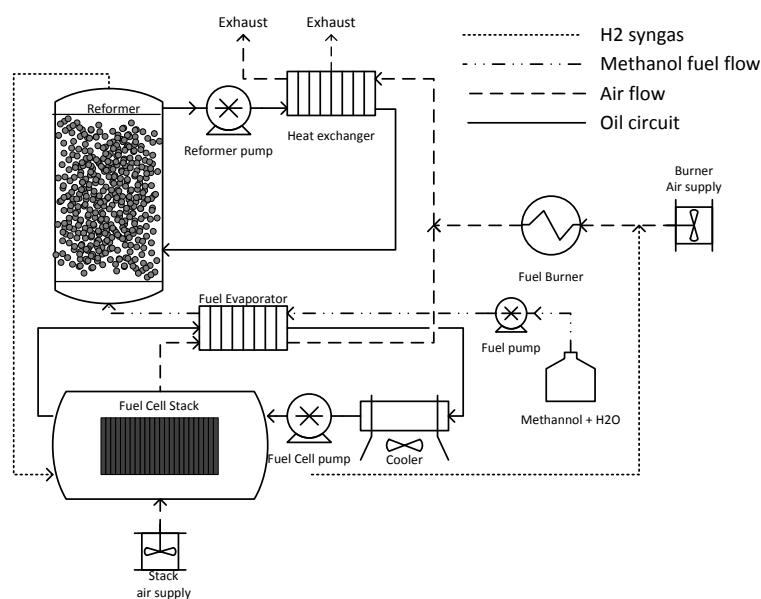 Exhaust
Exhaust
H2 syngas
Methanol fuel flow
Air flow
Oil circuit
Reformer
Reformer pump
Heat exchanger
Burner
Air supply
Fuel Burner
Fuel Evaporator
Fuel pump
Methannol + H2O
Fuel Cell Stack
Fuel Cell pump
Cooler
Stack
air supply